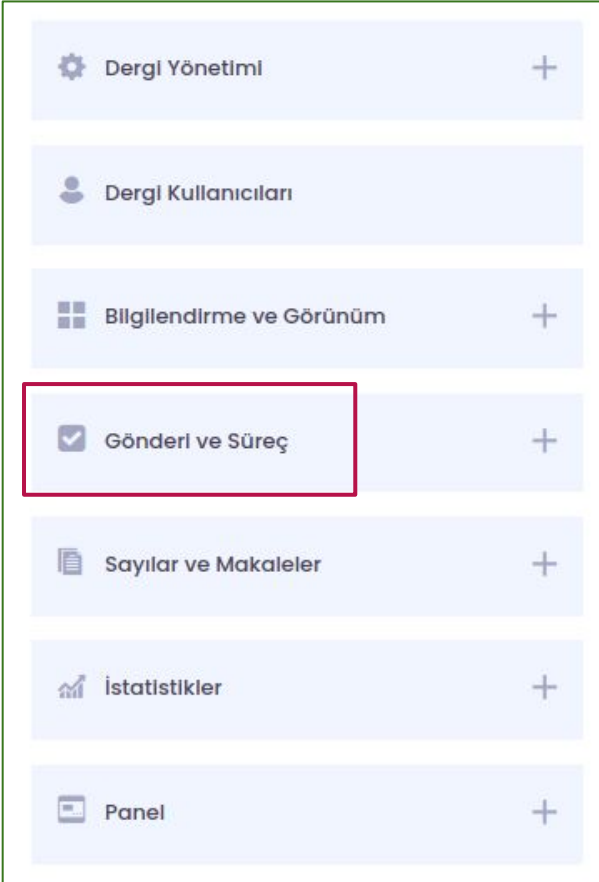 Dergi Yönetimi
Dergi Kullanıcıları
Bilgilendirme ve Görünüm
Gönderi ve Süreç
Sayılar ve Makaleler
İstatistikler
Panel